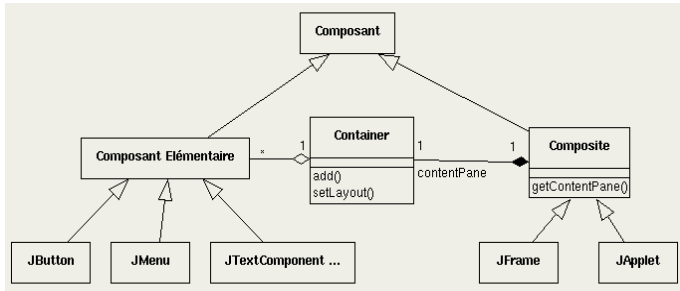 Composant
Composant Elémentaire
*
1
Container
add()
setLayout()
1
contentPane
1
Composite
getContentPane()
JButton
JMenu
JTextComponent ...
JFrame
JApplet